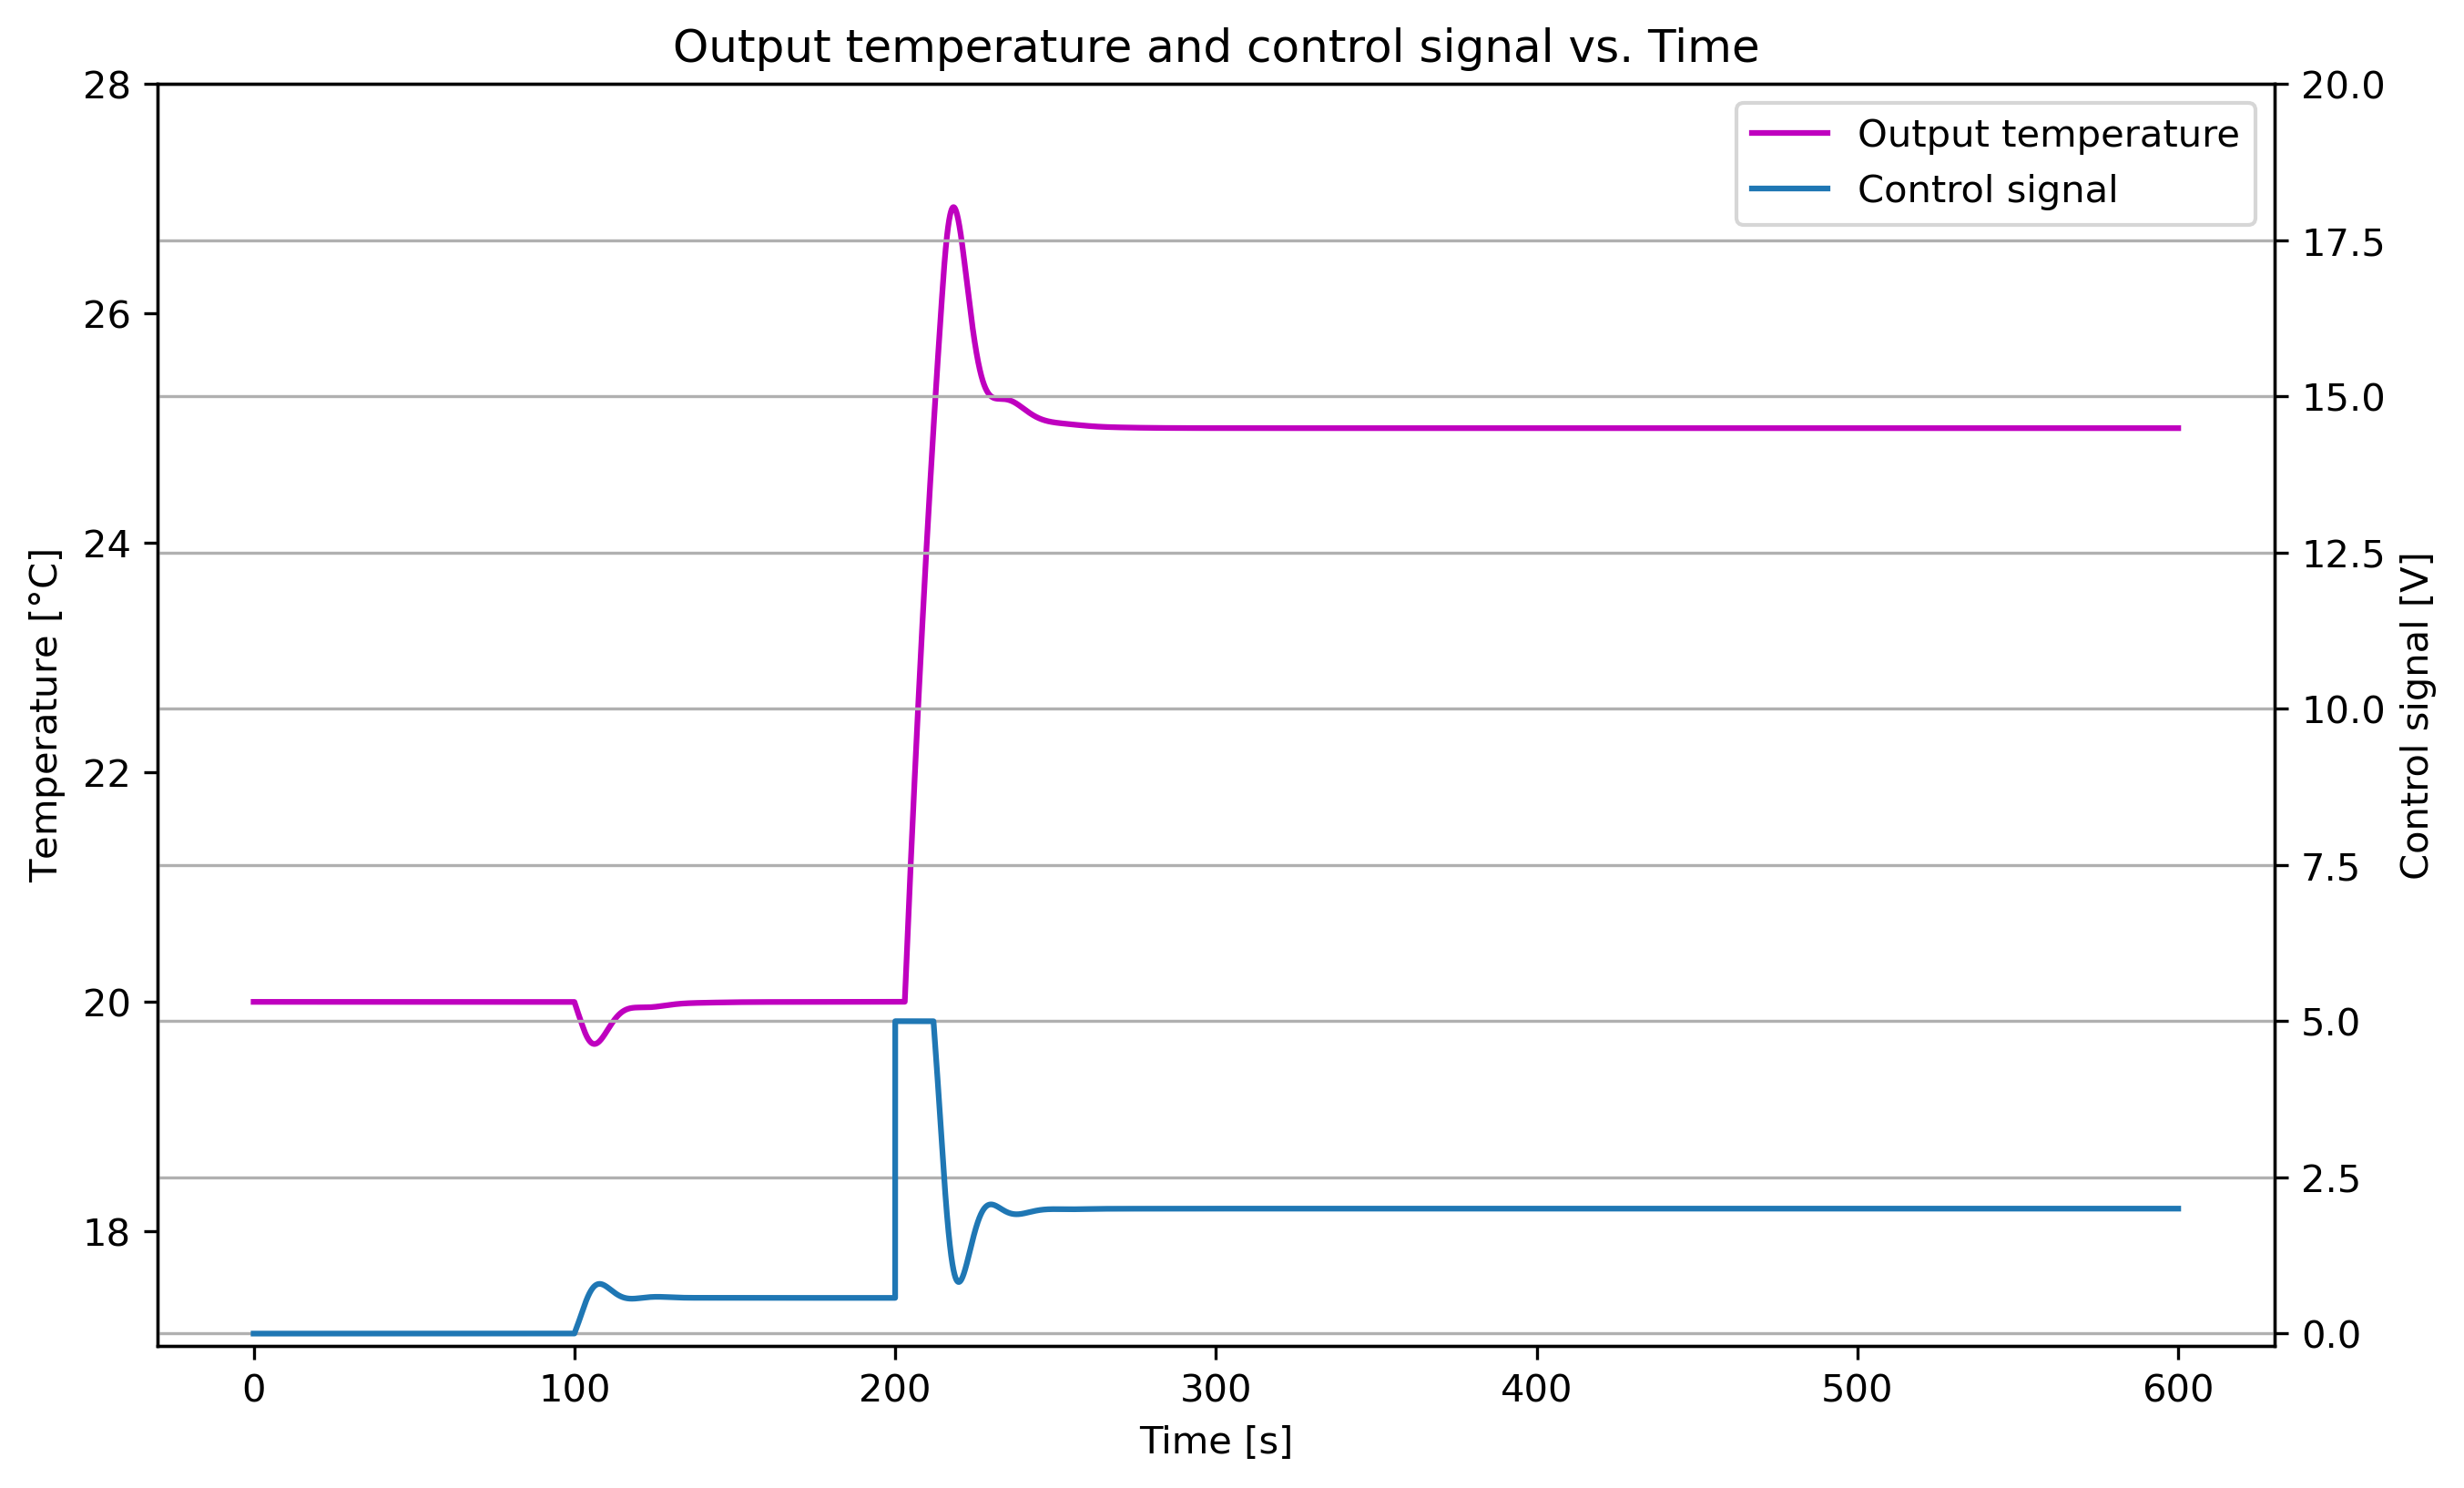 Output temperature and control signal vs. Time
28
26
24
22
20
18
Temperature [°C]
Output temperature
Control signal
20.0
17.5
15.0
12.5
10.0
7.5
5.0
2.5
0.0
Control signal [V]
0 100 200 300 400 500 600
Time [s]